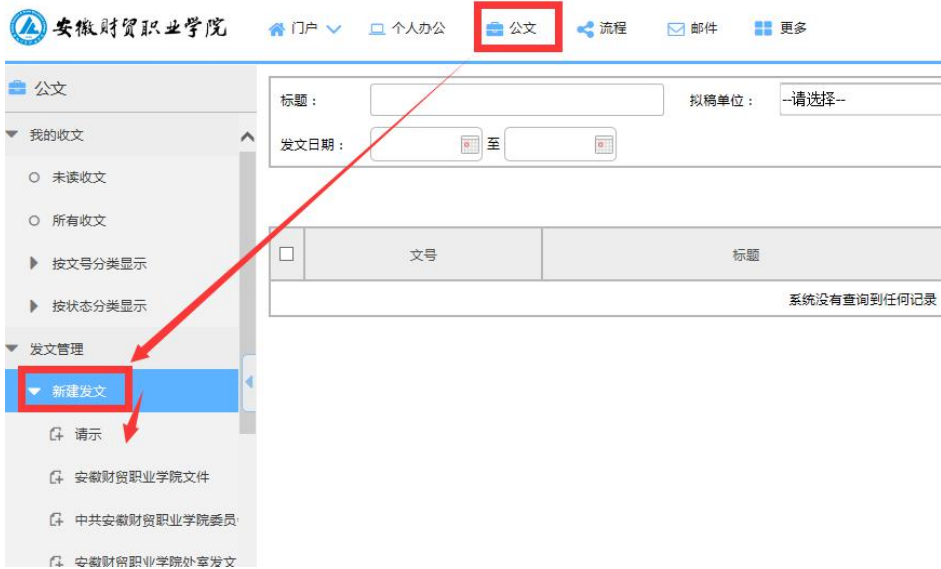 安徽财贸职业学院 门户 个人办公 公文 流程 邮件 更多
公文
标题： 拟稿单位： --请选择--
发文日期： 至
我的收文
未读收文
所有收文
按文号分类显示
按状态分类显示
文号 标题
系统没有查询到任何记录
发文管理
新建发文
请示
安徽财贸职业学院文件
中共安徽财贸职业学院委员
安徽财贸职业学院处室发文